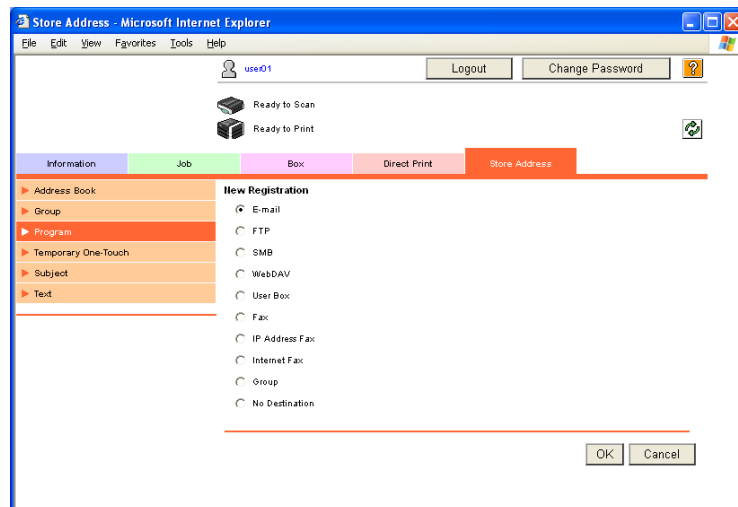 Store Address - Microsoft Internet Explorer
File Edit View Favorites Tools Help
user01 Logout Change Password ?
Ready to Scan
Ready to Print
Information Job Box Direct Print Store Address
Address Book
Group
Program
Temporary One-Touch
Subject
Text
New Registration
E-mail
FTP
SMB
WebDAV
User Box
Fax
IP Address Fax
Internet Fax
Group
No Destination
OK Cancel